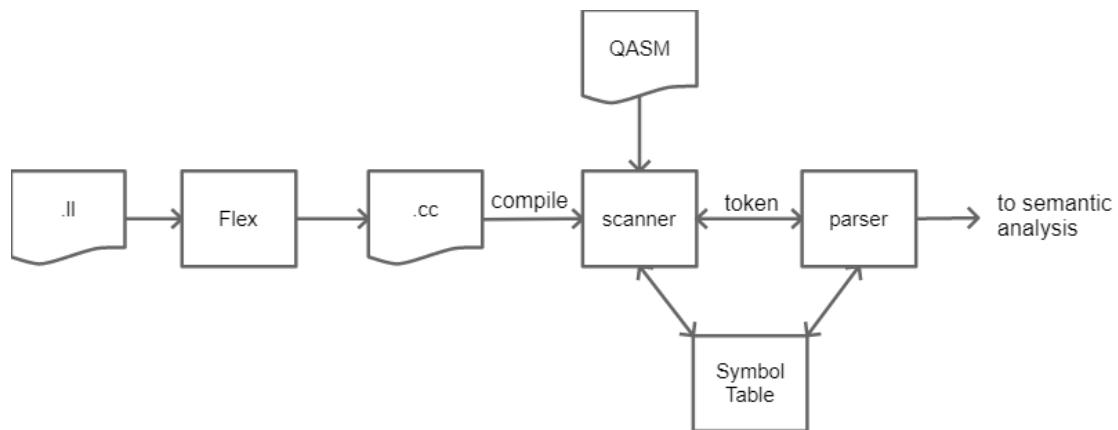 QASM
.ll
Flex
.cc
compile
scanner
token
parser
to semantic
analysis
Symbol
Table